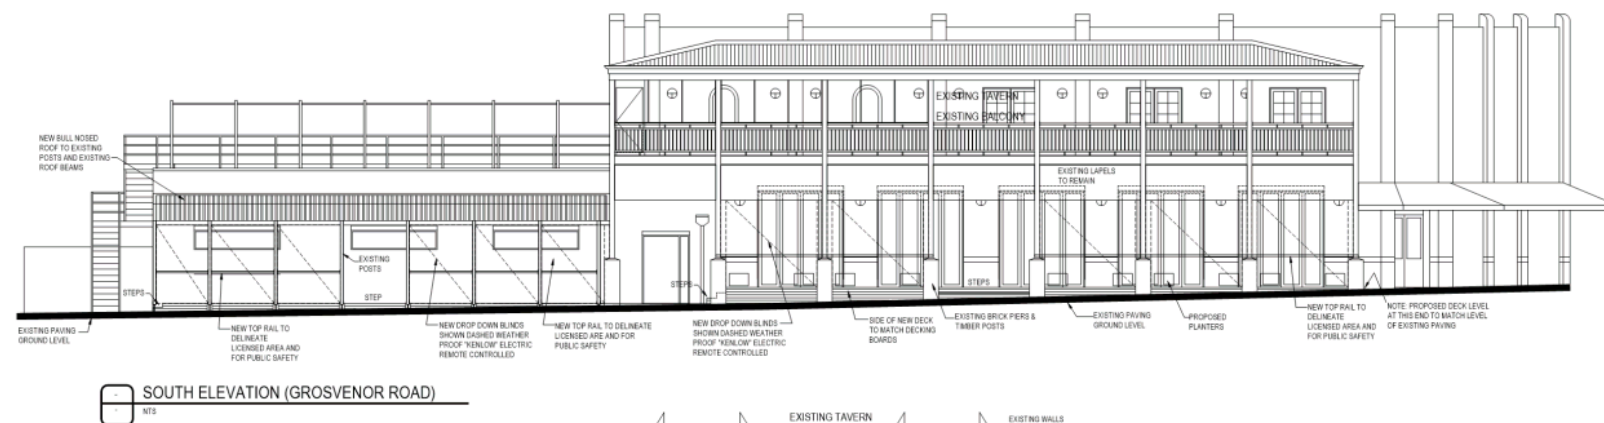 EXISTING TAVERN
EXISTING BALCONY
NEW BULL NOSED
ROOF TO EXISTING
POSTS AND EXISTING
ROOF BEAMS
EXISTING LAPELS
TO REMAIN
EXISTING
POSTS
STEPS
STEP
STEPS
STEPS
EXISTING PAVING
GROUND LEVEL
NEW TOP RAIL TO
DELINEATE
LICENSED AREA AND
FOR PUBLIC SAFETY
NEW DROP DOWN BLINDS
SHOWN DASHED WEATHER
PROOF "KENLOW" ELECTRIC
REMOTE CONTROLLED
NEW TOP RAIL TO DELINEATE
LICENSED ARE AND FOR
PUBLIC SAFETY
NEW DROP DOWN BLINDS
SHOWN DASHED WEATHER
PROOF "KENLOW" ELECTRIC
REMOTE CONTROLLED
SIDE OF NEW DECK
TO MATCH DECKING
BOARDS
EXISTING BRICK PIERS &
TIMBER POSTS
EXISTING PAVING
GROUND LEVEL
PROPOSED
PLANTERS
NEW TOP RAIL TO
DELINEATE
LICENSED AREA AND
FOR PUBLIC SAFETY
NOTE: PROPOSED DECK LEVEL
AT THIS END TO MATCH LEVEL
OF EXISTING PAVING
SOUTH ELEVATION (GROSVENOR ROAD)
NTS
EXISTING TAVERN
EXISTING WALLS